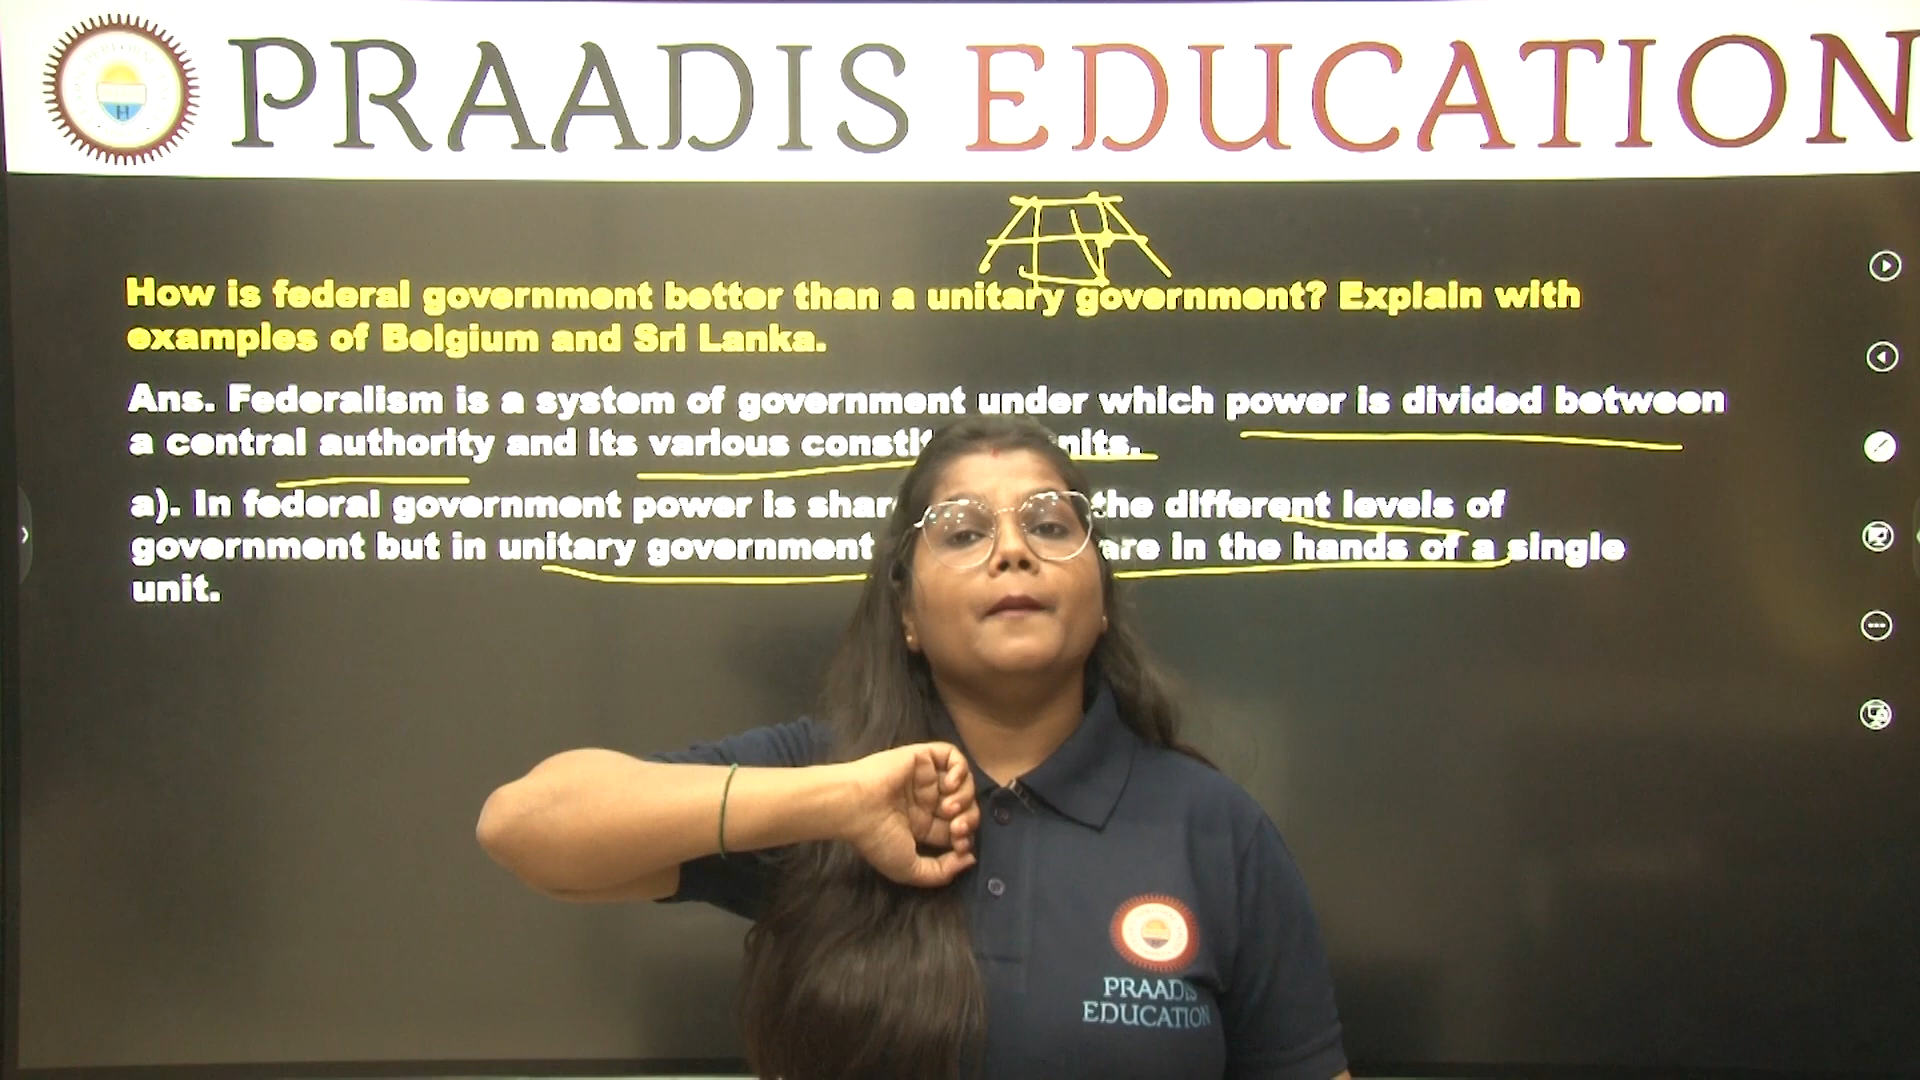 PRAADIS EDUCATION
How is federal government better than a unitary government? Explain with
examples of Belgium and Sri Lanka.
Ans. Federalism is a system of government under which power is divided between
a central authority and its various
a). In federal government power is the different levels of
government but in unitary government are in the hands of a single
unit.
PRAADIS
EDUCATION